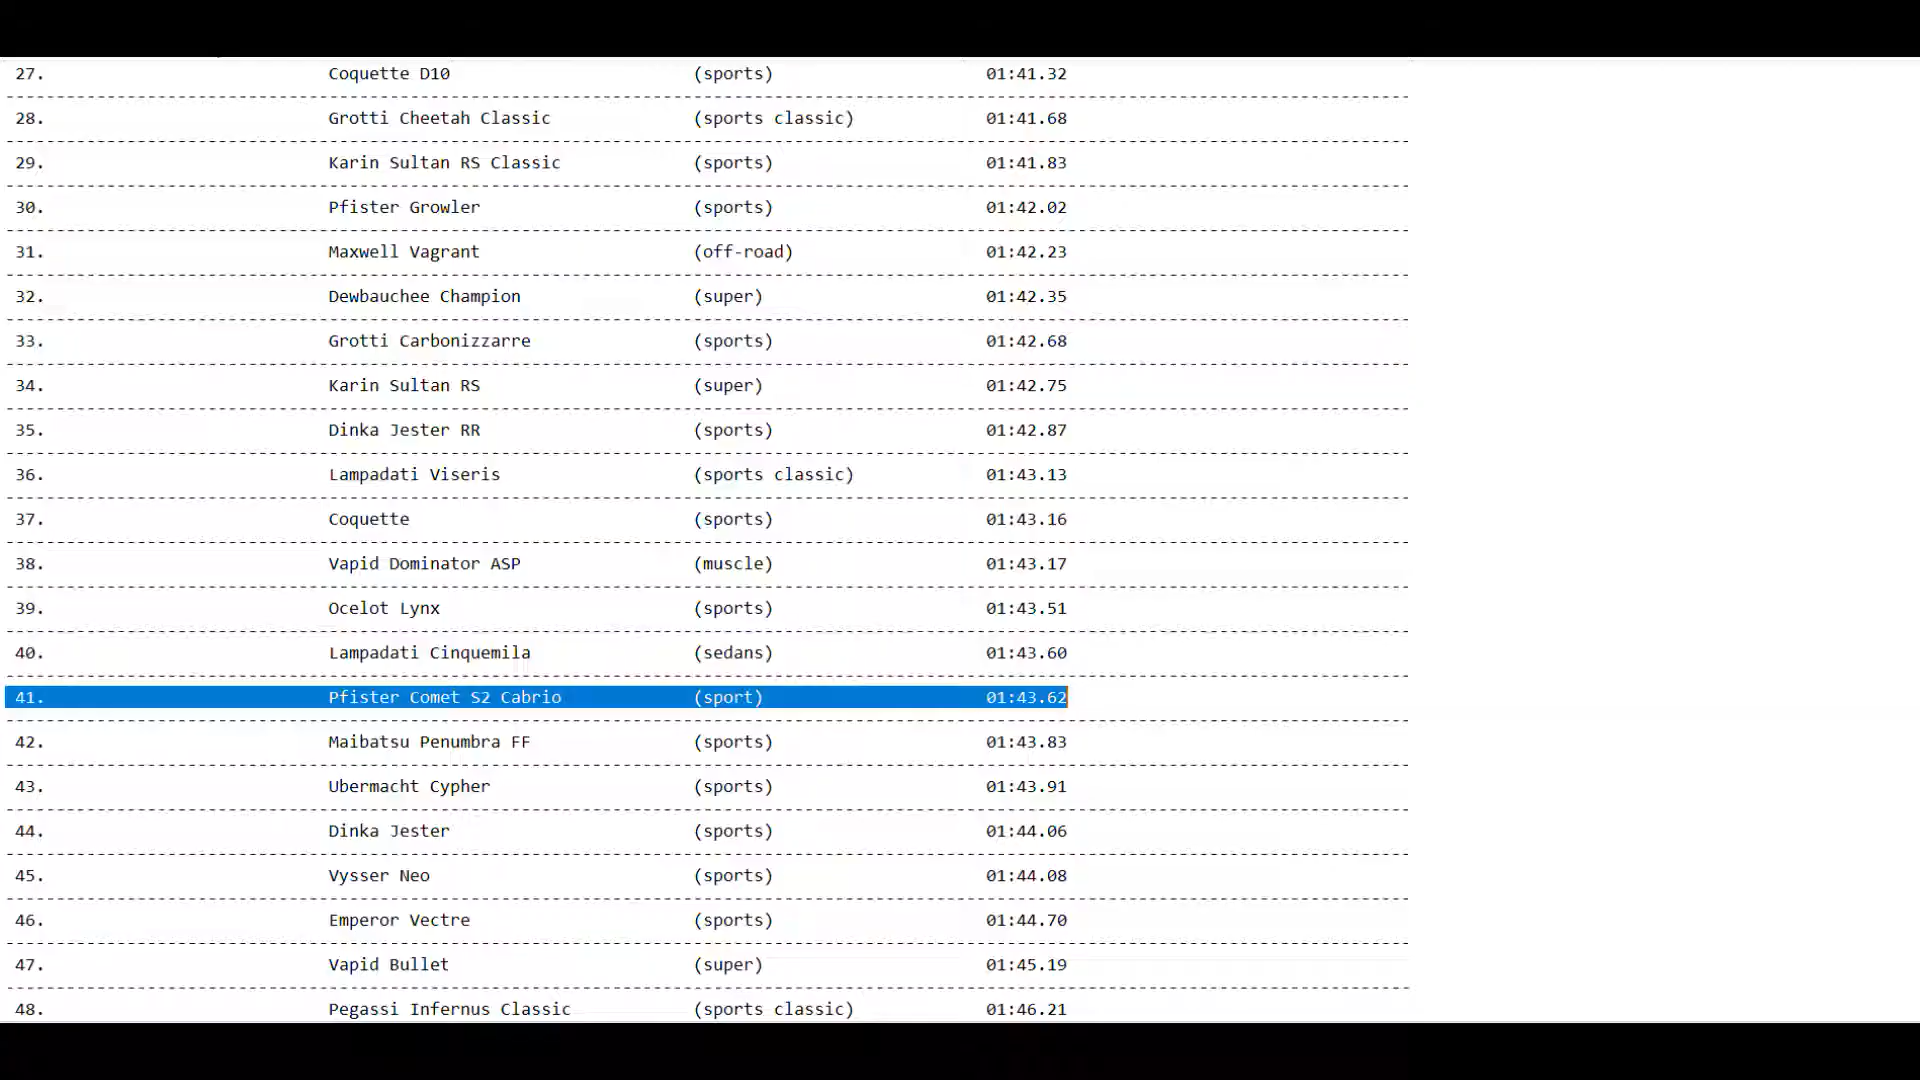 27. Coquette D10 (sports) 01:41.32
--------------------------------------------------------------------------------------------------------------------------------------------
28. Grotti Cheetah Classic (sports classic) 01:41.68
--------------------------------------------------------------------------------------------------------------------------------------------
29. Karin Sultan RS Classic (sports) 01:41.83
--------------------------------------------------------------------------------------------------------------------------------------------
30. Pfister Growler (sports) 01:42.02
--------------------------------------------------------------------------------------------------------------------------------------------
31. Maxwell Vagrant (off-road) 01:42.23
--------------------------------------------------------------------------------------------------------------------------------------------
32. Dewbauchee Champion (super) 01:42.35
--------------------------------------------------------------------------------------------------------------------------------------------
33. Grotti Carbonizzarre (sports) 01:42.68
--------------------------------------------------------------------------------------------------------------------------------------------
34. Karin Sultan RS (super) 01:42.75
--------------------------------------------------------------------------------------------------------------------------------------------
35. Dinka Jester RR (sports) 01:42.87
--------------------------------------------------------------------------------------------------------------------------------------------
36. Lampadati Viseris (sports classic) 01:43.13
--------------------------------------------------------------------------------------------------------------------------------------------
37. Coquette (sports) 01:43.16
--------------------------------------------------------------------------------------------------------------------------------------------
38. Vapid Dominator ASP (muscle) 01:43.17
--------------------------------------------------------------------------------------------------------------------------------------------
39. Ocelot Lynx (sports) 01:43.51
--------------------------------------------------------------------------------------------------------------------------------------------
40. Lampadati Cinquemila (sedans) 01:43.60
--------------------------------------------------------------------------------------------------------------------------------------------
41. Pfister Comet S2 Cabrio (sport) 01:43.62
--------------------------------------------------------------------------------------------------------------------------------------------
42. Maibatsu Penumbra FF (sports) 01:43.83
--------------------------------------------------------------------------------------------------------------------------------------------
43. Ubermacht Cypher (sports) 01:43.91
--------------------------------------------------------------------------------------------------------------------------------------------
44. Dinka Jester (sports) 01:44.06
--------------------------------------------------------------------------------------------------------------------------------------------
45. Vysser Neo (sports) 01:44.08
--------------------------------------------------------------------------------------------------------------------------------------------
46. Emperor Vectre (sports) 01:44.70
--------------------------------------------------------------------------------------------------------------------------------------------
47. Vapid Bullet (super) 01:45.19
--------------------------------------------------------------------------------------------------------------------------------------------
48. Pegassi Infernus Classic (sports classic) 01:46.21